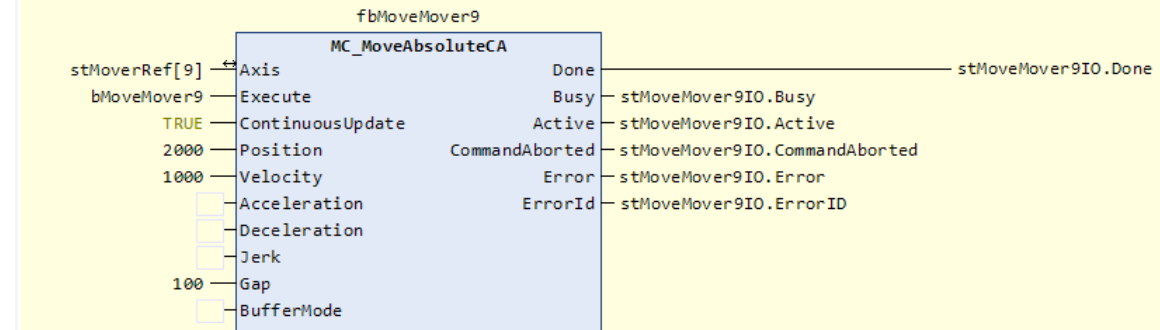 fbMoveMover9
MC_MoveAbsoluteCA
stMoverRef[9] Axis Done stMoveMover9IO.Done
bMoveMover9 Execute Busy stMoveMover9IO.Busy
TRUE ContinuousUpdate Active stMoveMover9IO.Active
2000 Position CommandAborted stMoveMover9IO.CommandAborted
1000 Velocity Error stMoveMover9IO.Error
Acceleration ErrorId stMoveMover9IO.ErrorID
Deceleration
Jerk
100 Gap
BufferMode